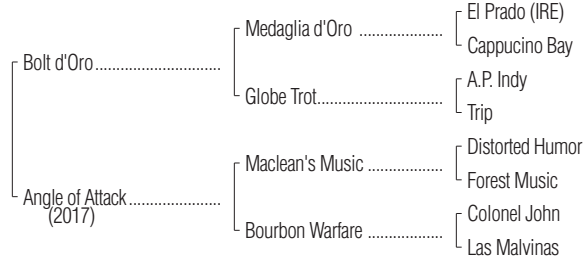 El Prado (IRE)
Medaglia d'Oro ....................
Cappucino Bay
Bolt d'Oro ..............................
A.P. Indy
Globe Trot..............................
Trip
Distorted Humor
Maclean's Music ..................
Forest Music
Angle of Attack......................
(2017)
Colonel John
Bourbon Warfare ..................
Las Malvinas